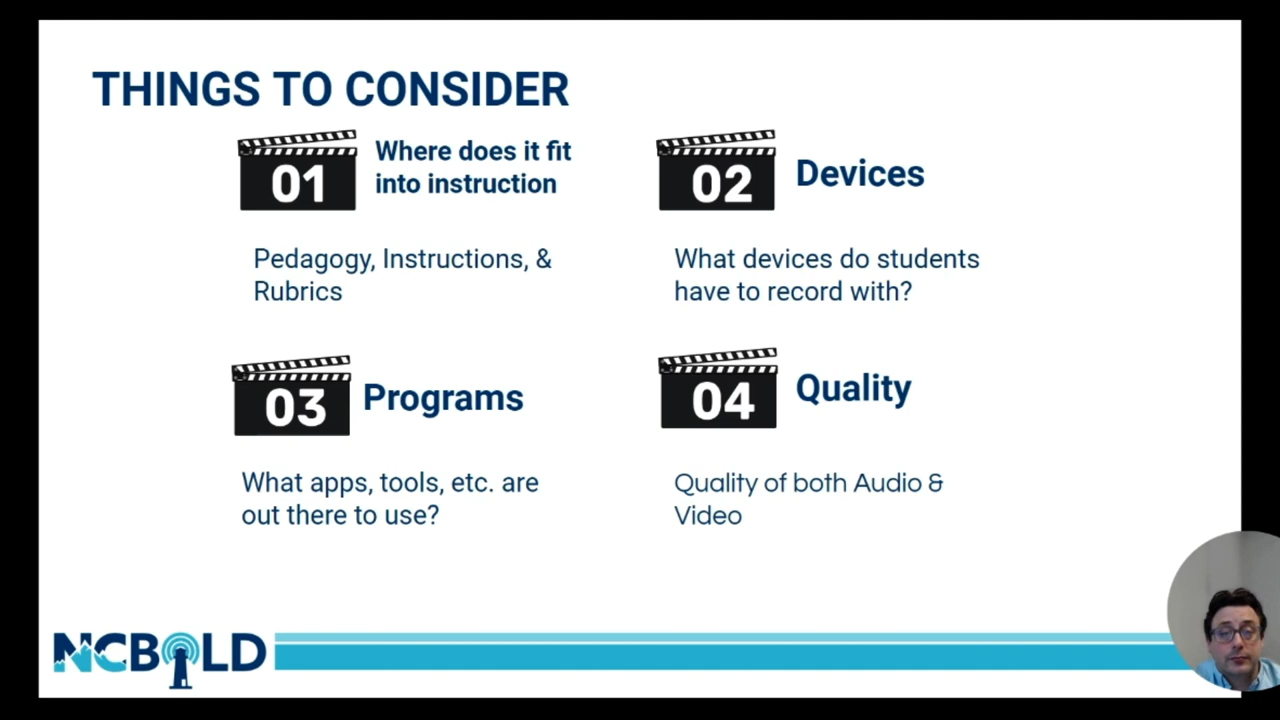 THINGS TO CONSIDER
01
Where does it fit
into instruction
Pedagogy, Instructions, &
Rubrics
02
Devices
What devices do students
have to record with?
03
Programs
What apps, tools, etc. are
out there to use?
04
Quality
Quality of both Audio &
Video
NCBOLD